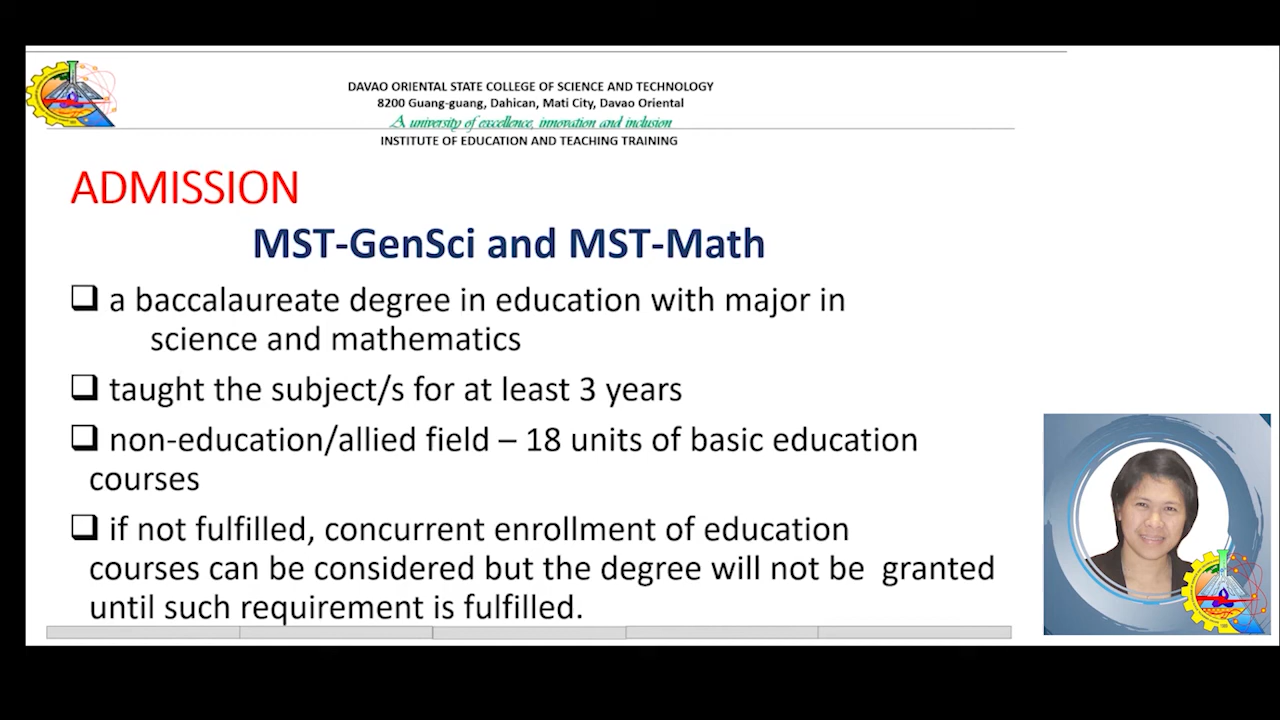 DAVAO ORIENTAL STATE COLLEGE OF SCIENCE AND TECHNOLOGY
8200 Guang-guang, Dahican, Mati City, Davao Oriental
A university of excellence, innovation and inclusion
INSTITUTE OF EDUCATION AND TEACHING TRAINING
ADMISSION
MST-GenSci and MST-Math
❑ a baccalaureate degree in education with major in
science and mathematics
❑ taught the subject/s for at least 3 years
❑ non-education/allied field – 18 units of basic education
courses
❑ if not fulfilled, concurrent enrollment of education
courses can be considered but the degree will not be granted
until such requirement is fulfilled.